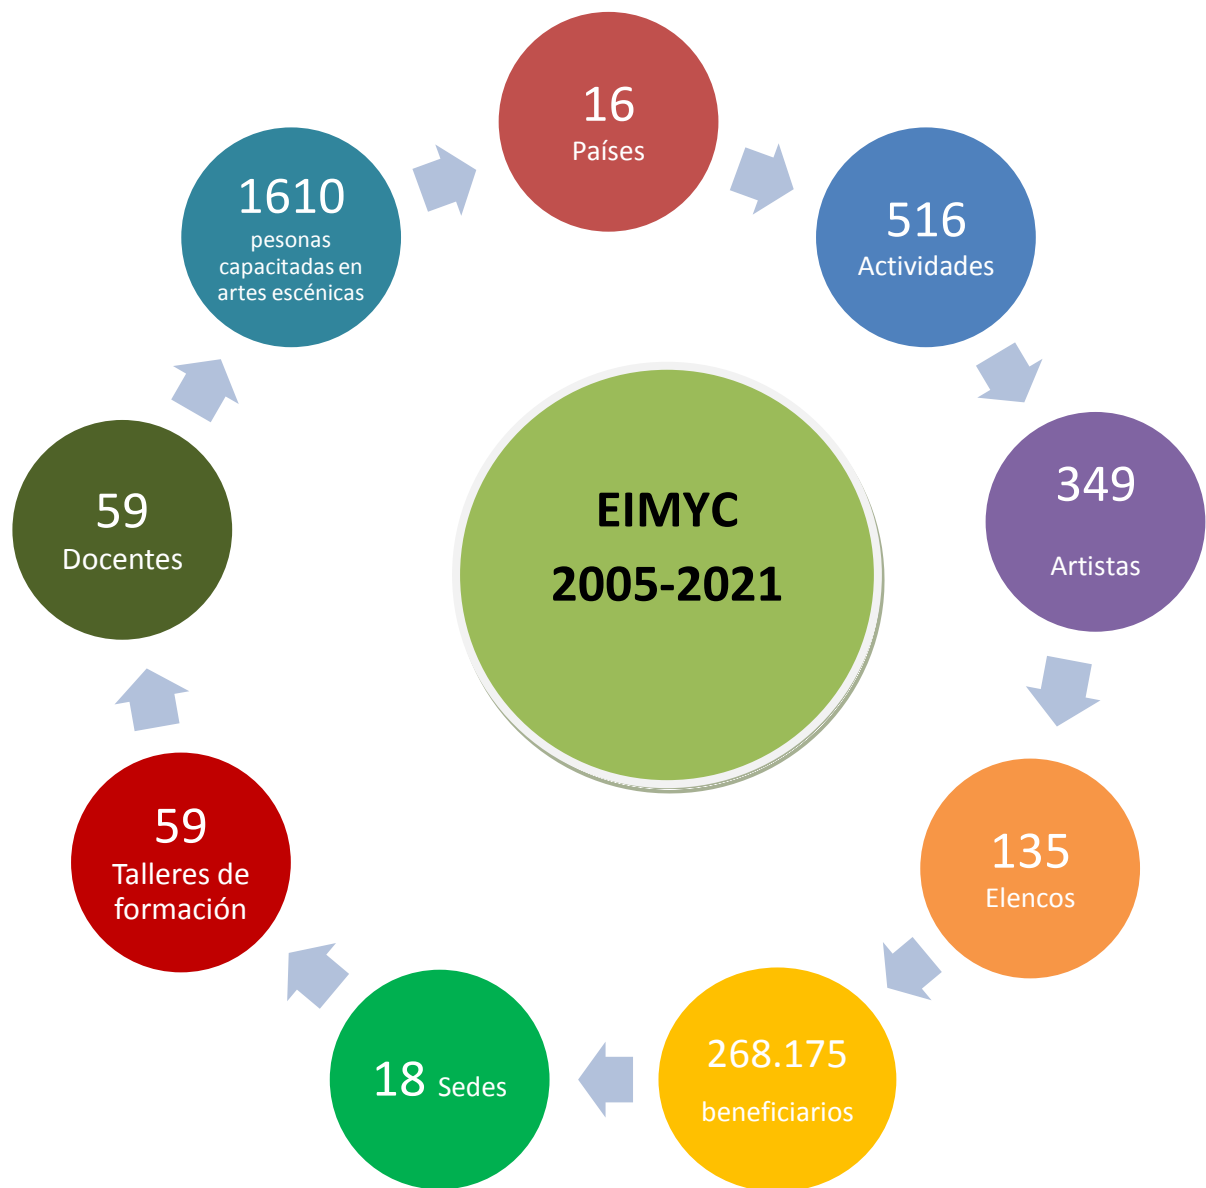 16
Países
516
Actividades
349
Artistas
135
Elencos
268.175
beneficiarios
18 Sedes
59
Talleres de
formación
59
Docentes
1610
pesonas
capacitadas en
artes escénicas
EIMYC
2005-2021